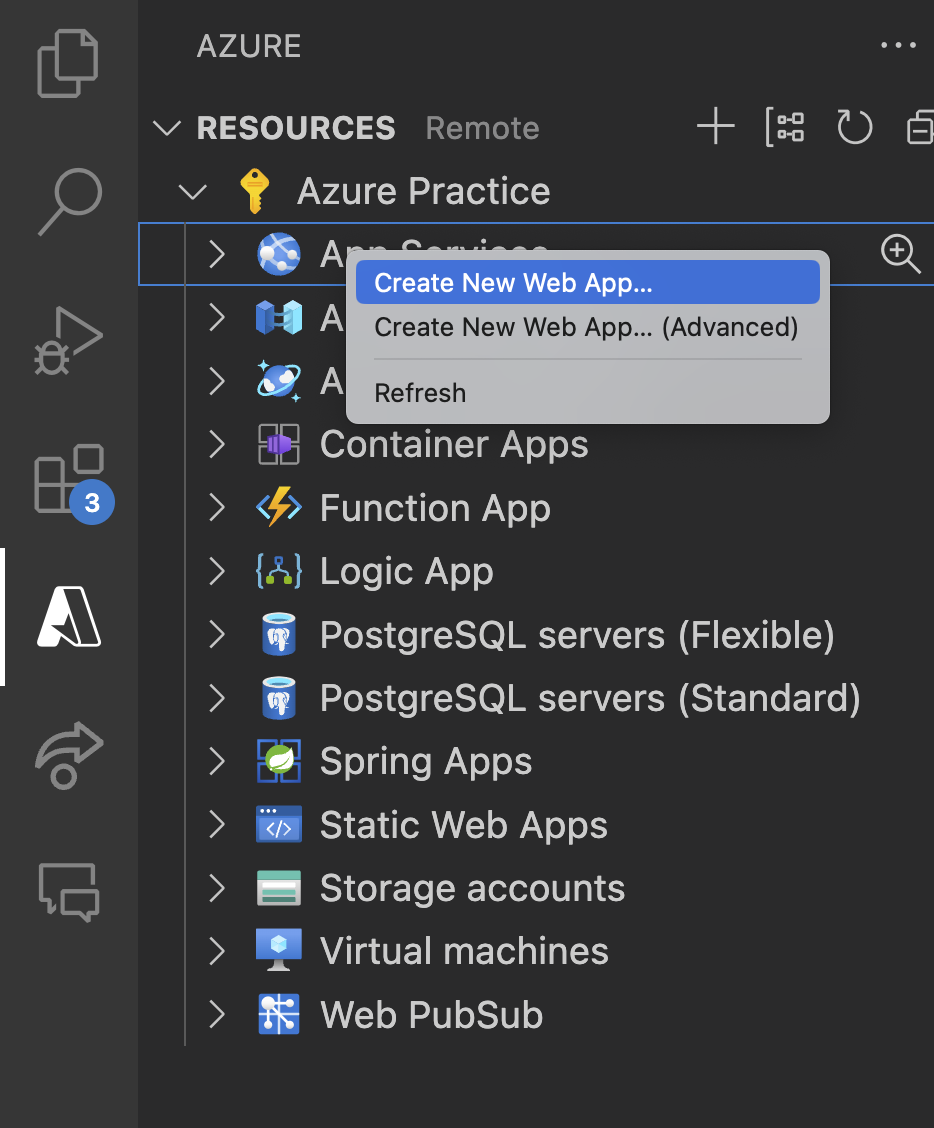 AZURE
RESOURCES Remote
Azure Practice
App Services
Create New Web App...
A
Create New Web App... (Advanced)
A
Refresh
Container Apps
3
Function App
Logic App
PostgreSQL servers (Flexible)
PostgreSQL servers (Standard)
Spring Apps
Static Web Apps
Storage accounts
Virtual machines
Web PubSub